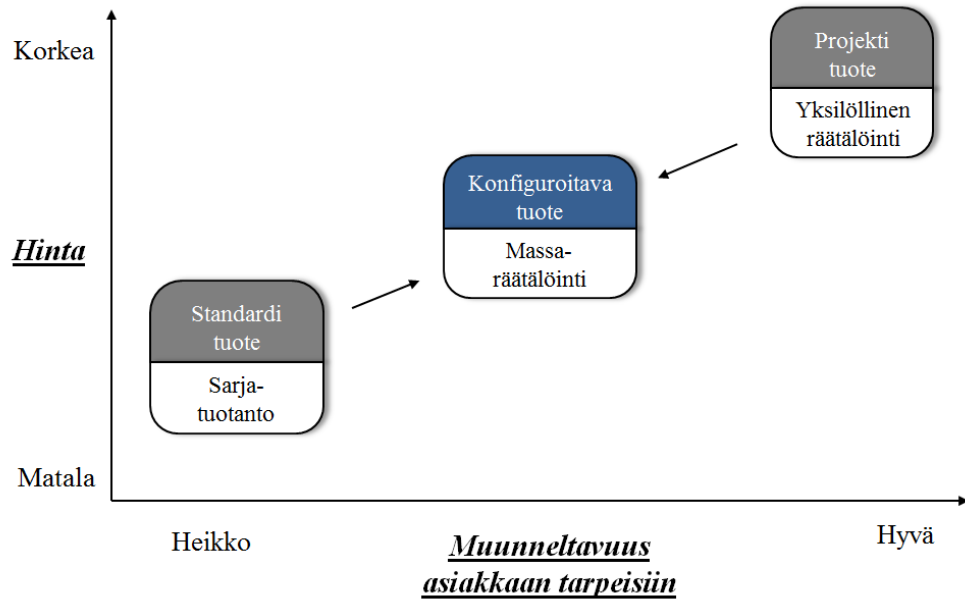 Korkea
Projekti
tuote
Yksilöllinen
räätälöinti
Konfiguroitava
tuote
Massa-
räätälöinti
Hinta
Standardi
tuote
Sarja-
tuotanto
Matala
Heikko
Muunneltavuus
asiakkaan tarpeisiin
Hyvä